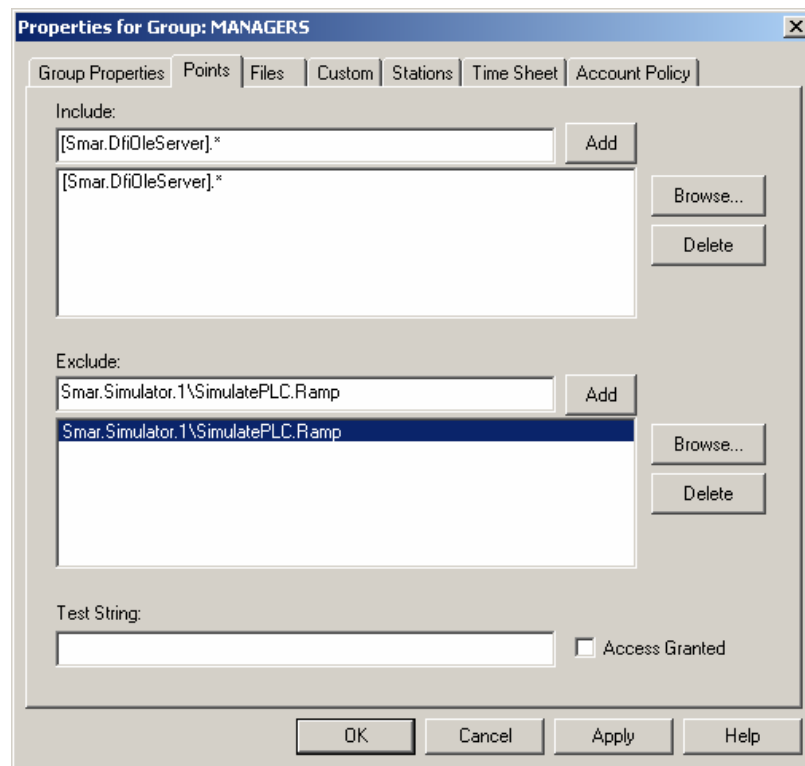 Properties for Group: MANAGERS
Group Properties Points Files Custom Stations Time Sheet Account Policy
Include:
[Smar.DfiOleServer].* Add
[Smar.DfiOleServer].*
Browse...
Delete
Exclude:
Smar.Simulator.1\SimulatePLC.Ramp Add
Smar.Simulator.1\SimulatePLC.Ramp
Browse...
Delete
Test String:
Access Granted
OK Cancel Apply Help